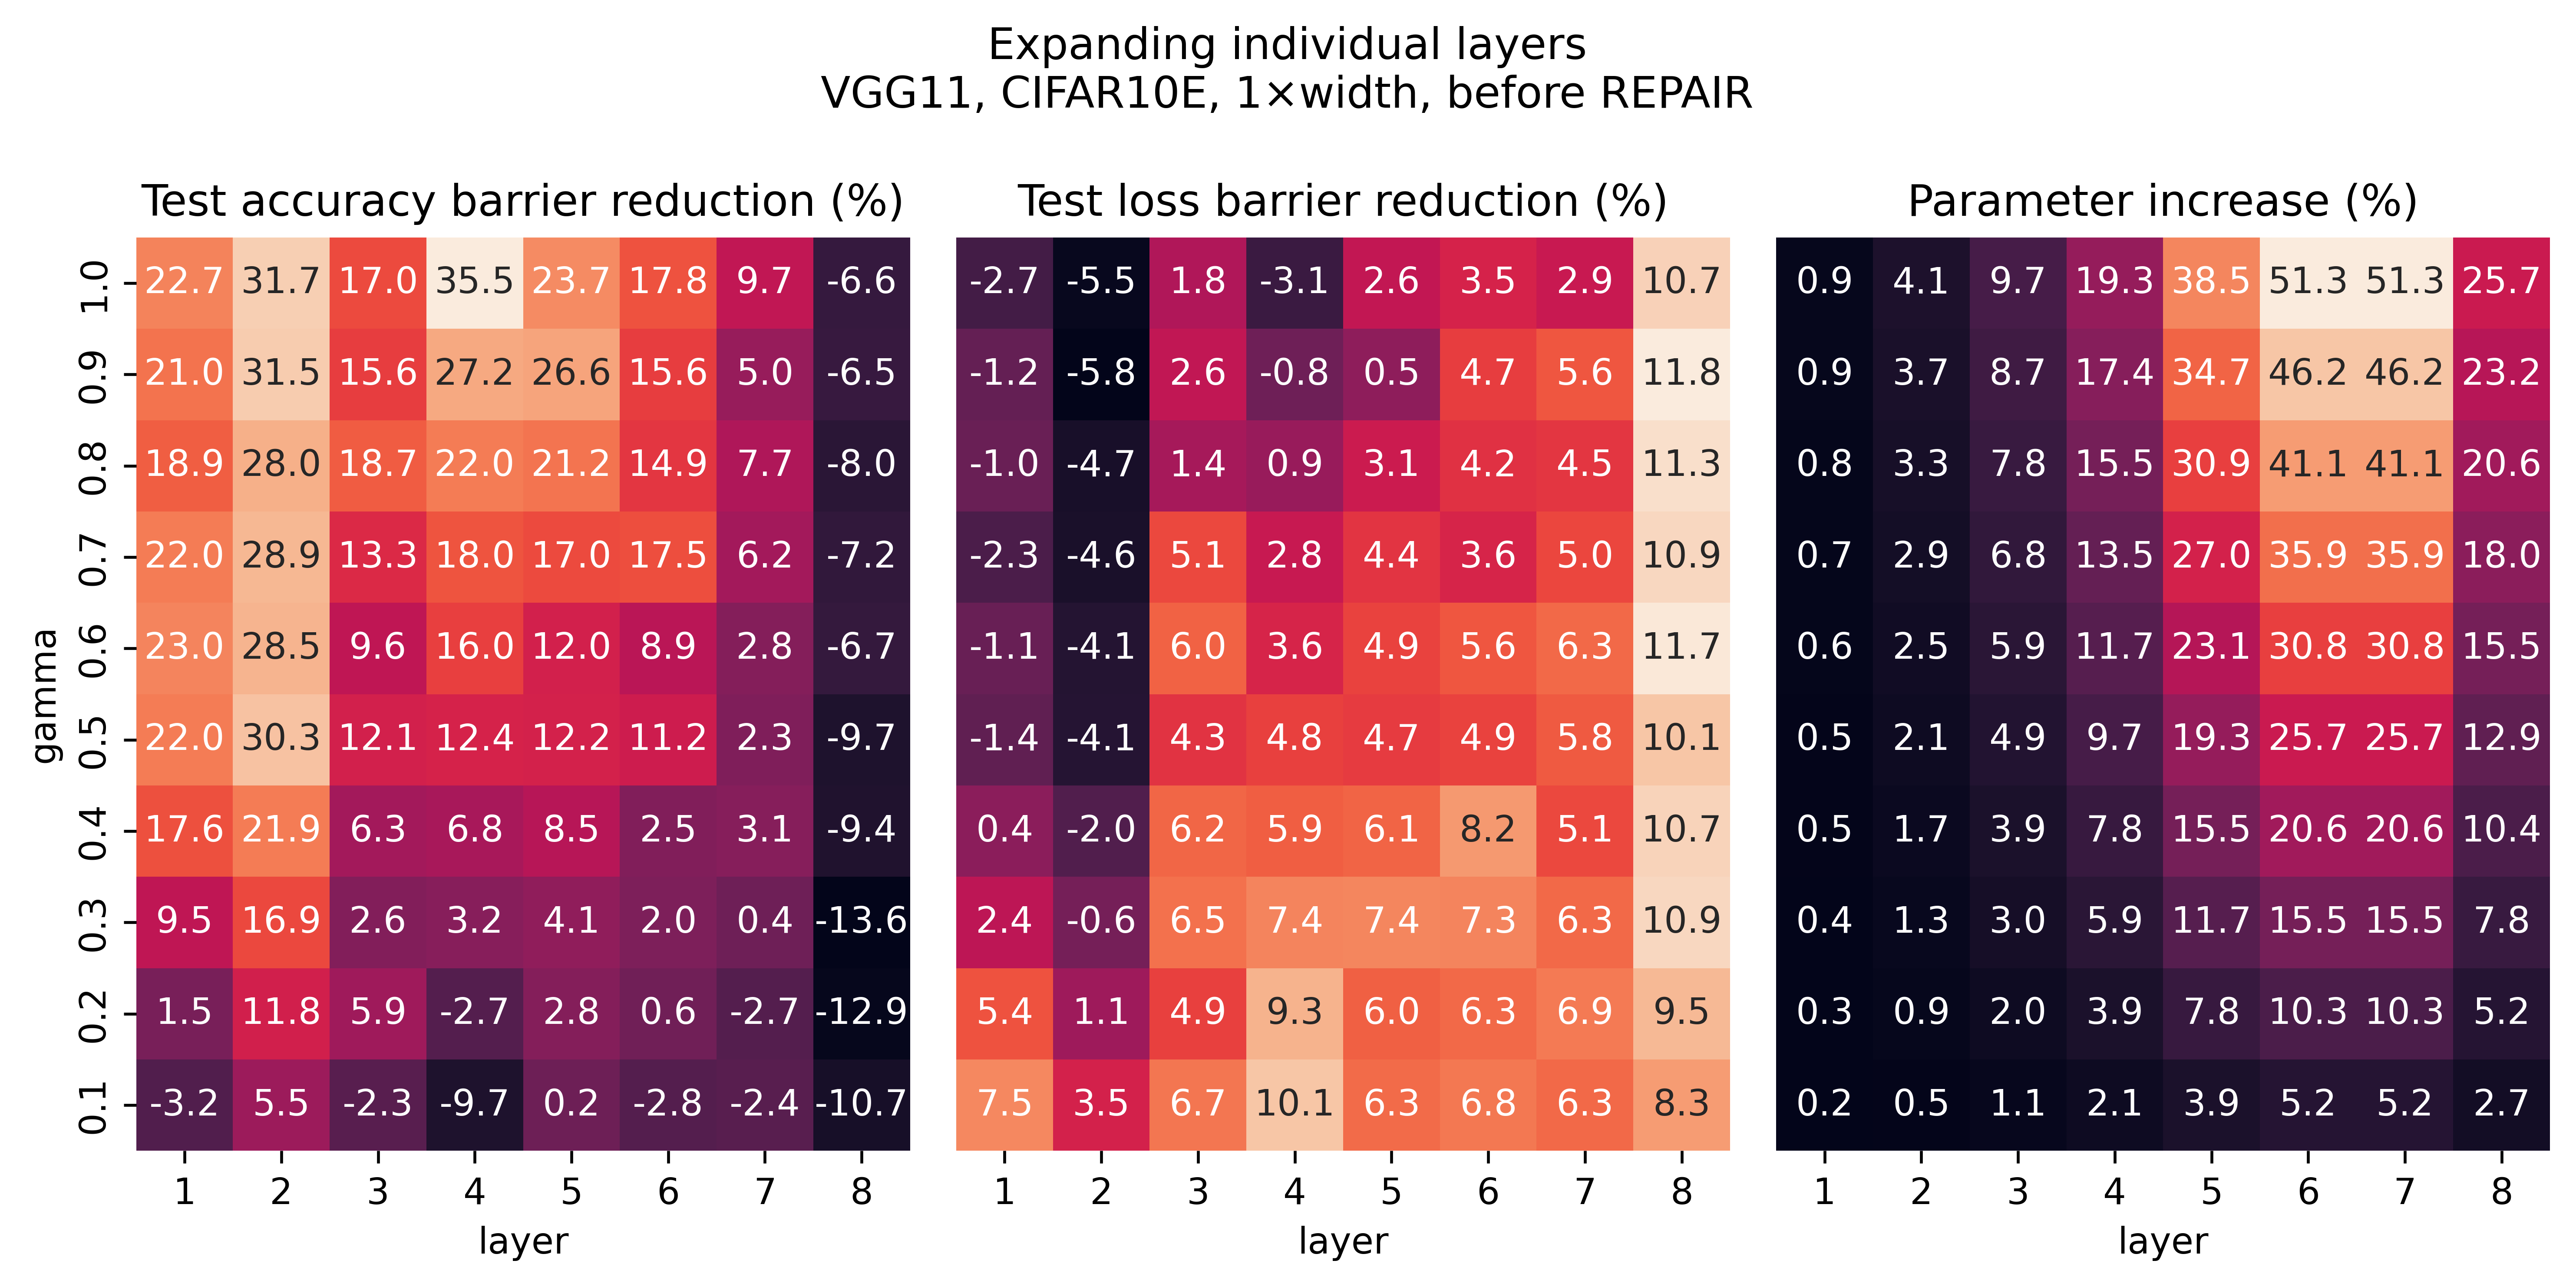 Expanding individual layers
VGG11, CIFAR10E, 1×width, before REPAIR
Test accuracy barrier reduction (%)
gamma
1.0 22.7 31.7 17.0 35.5 23.7 17.8 9.7 -6.6
0.9 21.0 31.5 15.6 27.2 26.6 15.6 5.0 -6.5
0.8 18.9 28.0 18.7 22.0 21.2 14.9 7.7 -8.0
0.7 22.0 28.9 13.3 18.0 17.0 17.5 6.2 -7.2
0.6 23.0 28.5 9.6 16.0 12.0 8.9 2.8 -6.7
0.5 22.0 30.3 12.1 12.4 12.2 11.2 2.3 -9.7
0.4 17.6 21.9 6.3 6.8 8.5 2.5 3.1 -9.4
0.3 9.5 16.9 2.6 3.2 4.1 2.0 0.4 -13.6
0.2 1.5 11.8 5.9 -2.7 2.8 0.6 -2.7 -12.9
0.1 -3.2 5.5 -2.3 -9.7 0.2 -2.8 -2.4 -10.7
1 2 3 4 5 6 7 8
layer
Test loss barrier reduction (%)
-2.7 -5.5 1.8 -3.1 2.6 3.5 2.9 10.7
-1.2 -5.8 2.6 -0.8 0.5 4.7 5.6 11.8
-1.0 -4.7 1.4 0.9 3.1 4.2 4.5 11.3
-2.3 -4.6 5.1 2.8 4.4 3.6 5.0 10.9
-1.1 -4.1 6.0 3.6 4.9 5.6 6.3 11.7
-1.4 -4.1 4.3 4.8 4.7 4.9 5.8 10.1
0.4 -2.0 6.2 5.9 6.1 8.2 5.1 10.7
2.4 -0.6 6.5 7.4 7.4 7.3 6.3 10.9
5.4 1.1 4.9 9.3 6.0 6.3 6.9 9.5
7.5 3.5 6.7 10.1 6.3 6.8 6.3 8.3
1 2 3 4 5 6 7 8
layer
Parameter increase (%)
0.9 4.1 9.7 19.3 38.5 51.3 51.3 25.7
0.9 3.7 8.7 17.4 34.7 46.2 46.2 23.2
0.8 3.3 7.8 15.5 30.9 41.1 41.1 20.6
0.7 2.9 6.8 13.5 27.0 35.9 35.9 18.0
0.6 2.5 5.9 11.7 23.1 30.8 30.8 15.5
0.5 2.1 4.9 9.7 19.3 25.7 25.7 12.9
0.5 1.7 3.9 7.8 15.5 20.6 20.6 10.4
0.4 1.3 3.0 5.9 11.7 15.5 15.5 7.8
0.3 0.9 2.0 3.9 7.8 10.3 10.3 5.2
0.2 0.5 1.1 2.1 3.9 5.2 5.2 2.7
1 2 3 4 5 6 7 8
layer